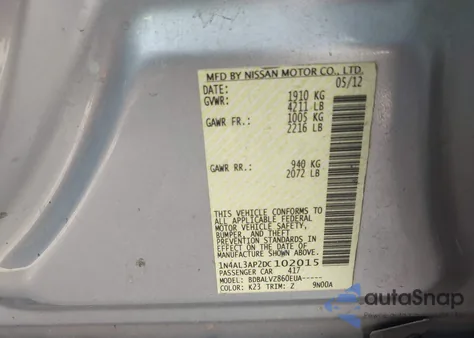 MFD BY NISSAN MOTOR CO., LTD.
DATE: 05/12
GVWR: 1910 KG
4211 LB
GAWR FR.: 1005 KG
2216 LB
GAWR RR.: 940 KG
2072 LB
THIS VEHICLE CONFORMS TO
ALL APPLICABLE FEDERAL
MOTOR VEHICLE SAFETY,
BUMPER, AND THEFT
PREVENTION STANDARDS IN
EFFECT ON THE DATE OF
MANUFACTURE SHOWN ABOVE.
1N4AL3AP2DC102015
PASSENGER CAR 417
MODEL: BDBALVZ860EUA-----
COLOR: K23 TRIM: Z 9N00A
autoSnap
Powered by AutoBidCar